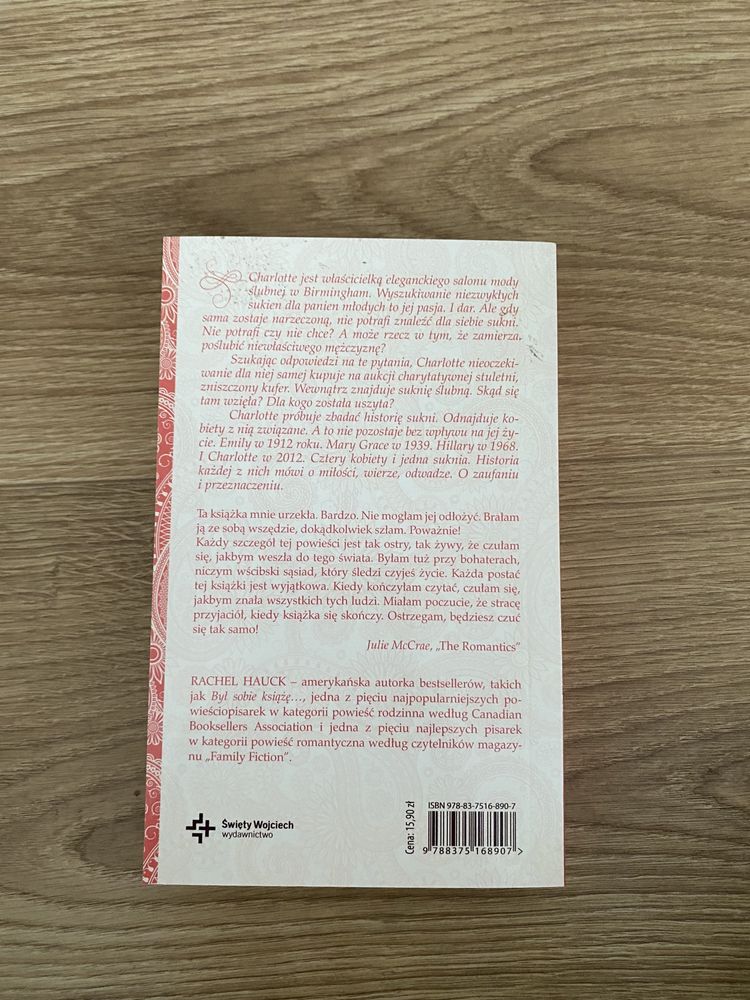 Charlotte jest właścicielką eleganckiego salonu mody
ślubnej w Birmingham. Wyszukiwanie niezwykłych
sukien dla panien młodych to jej pasja. I dar. Ale gdy
sama zostaje narzeczoną, nie potrafi znaleźć dla siebie sukni.
Nie potrafi czy nie chce? A może rzecz w tym, że zamierza
poślubić niewłaściwego mężczyznę?
Szukając odpowiedzi na te pytania, Charlotte nieoczeki-
wanie dla niej samej kupuje na aukcji charytatywnej stuletni,
zniszczony kufer. Wewnątrz znajduje suknię ślubną. Skąd się
tam wzięła? Dla kogo została uszyta?
Charlotte próbuje zbadać historię sukni. Odnajduje ko-
biety z nią związane. A to nie pozostaje bez wpływu na jej ży-
cie. Emily w 1912 roku. Mary Grace w 1939. Hillary w 1968.
I Charlotte w 2012. Cztery kobiety i jedna suknia. Historia
każdej z nich mówi o miłości, wierze, odwadze. O zaufaniu
i przeznaczeniu.
Ta książka mnie urzekła. Bardzo. Nie mogłam jej odłożyć. Brałam
ją ze sobą wszędzie, dokądkolwiek szłam. Poważnie!
Każdy szczegół tej powieści jest tak ostry, tak żywy, że czułam
się, jakbym weszła do tego świata. Byłam tuż przy bohaterach,
niczym wścibski sąsiad, który śledzi czyjeś życie. Każda postać
tej książki jest wyjątkowa. Kiedy kończyłam czytać, czułam się,
jakbym znała wszystkich tych ludzi. Miałam poczucie, że stracę
przyjaciół, kiedy książka się skończy. Ostrzegam, będziesz czuć
się tak samo!
Julie McCrae, „The Romantics”
RACHEL HAUCK – amerykańska autorka bestsellerów, takich
jak Był sobie książę…, jedna z pięciu najpopularniejszych po-
wieściopisarek w kategorii powieść rodzinna według Canadian
Booksellers Association i jedna z pięciu najlepszych pisarek
w kategorii powieść romantyczna według czytelników magazy-
nu „Family Fiction”.
Święty Wojciech
wydawnictwo
Cena: 15,90 zł
ISBN 978-83-7516-890-7
9 788375 168907 >